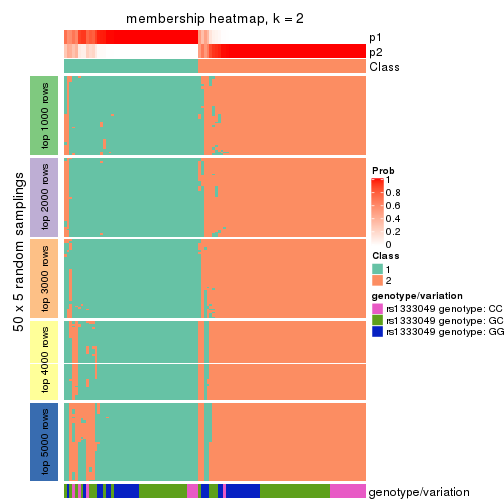 membership heatmap, k = 2
p1
p2
Class
50 x 5 random samplings
top 1000 rows
top 2000 rows
top 3000 rows
top 4000 rows
top 5000 rows
Prob
1
0.8
0.6
0.4
0.2
0
Class
1
2
genotype/variation
rs1333049 genotype: CC
rs1333049 genotype: GC
rs1333049 genotype: GG
genotype/variation